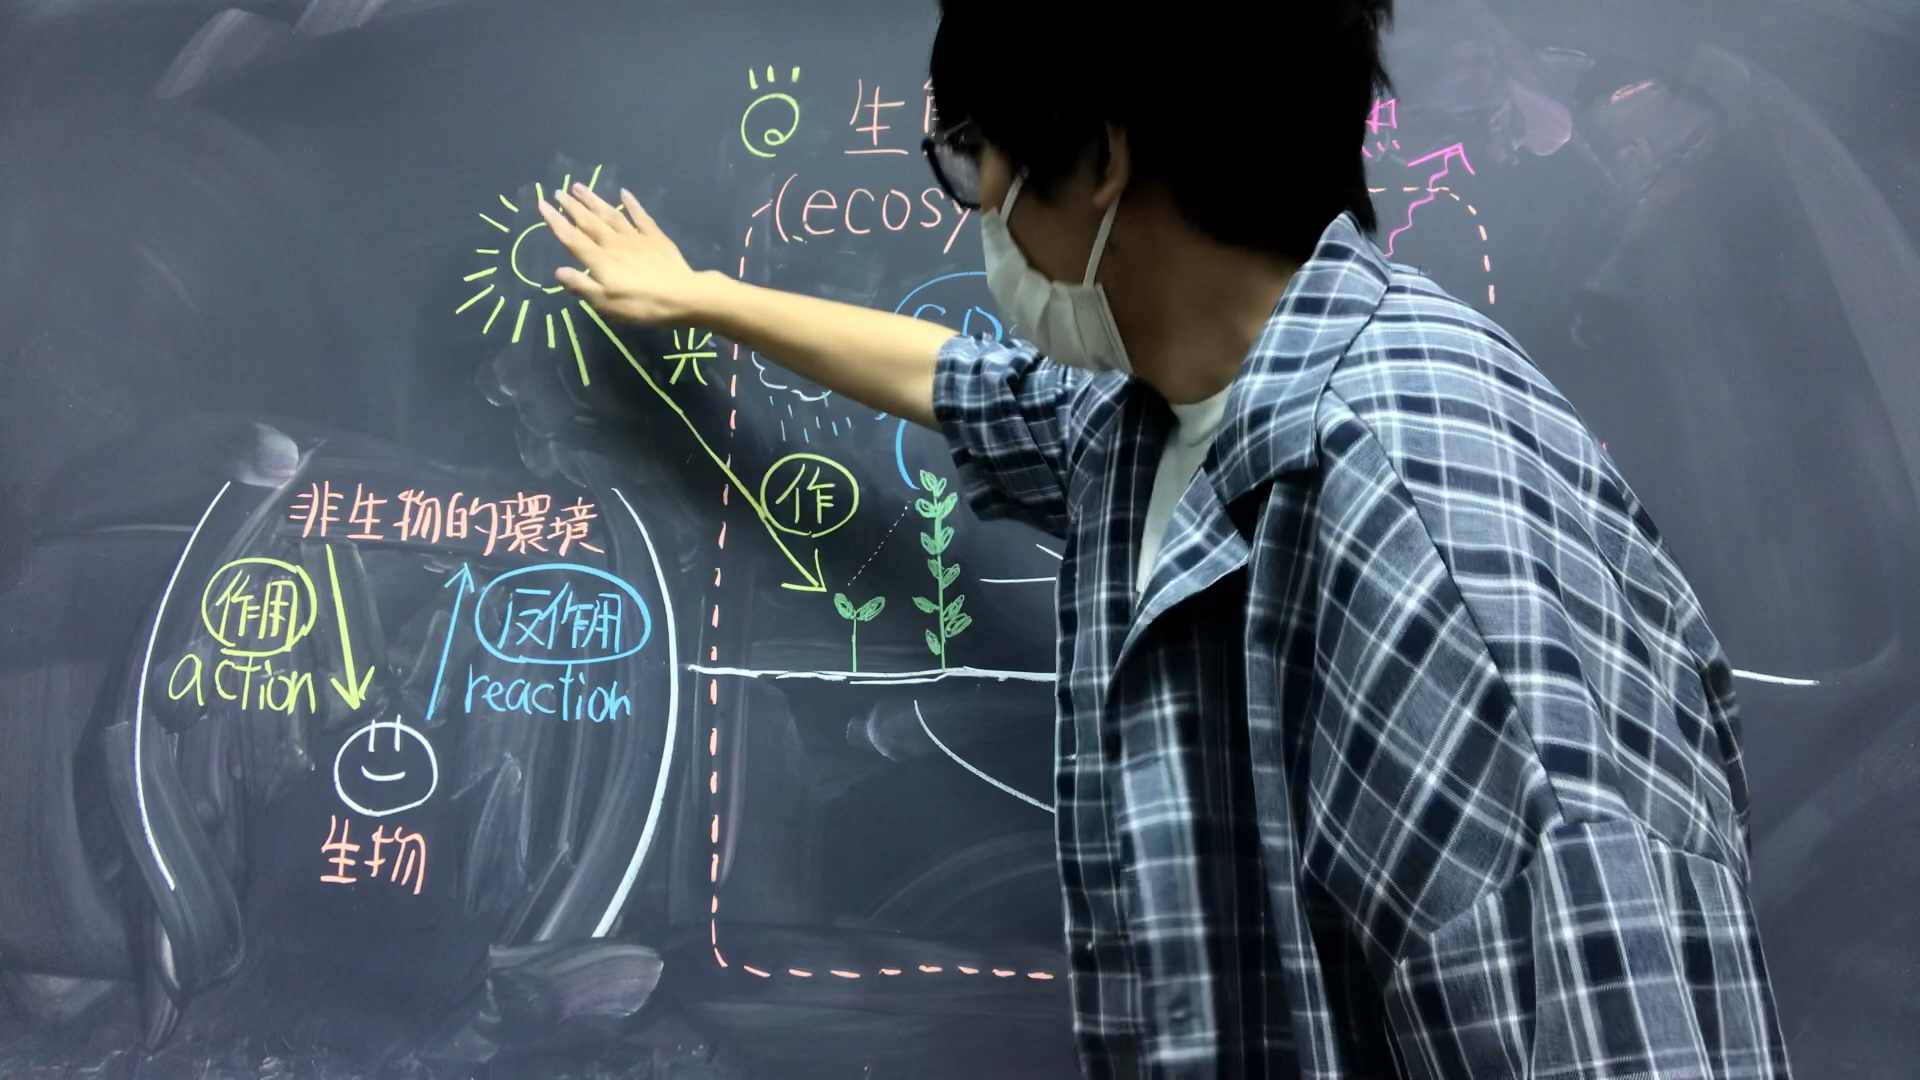 生
(ecosy
光
作
非生物的環境
作用
反作用
action
reaction
生物